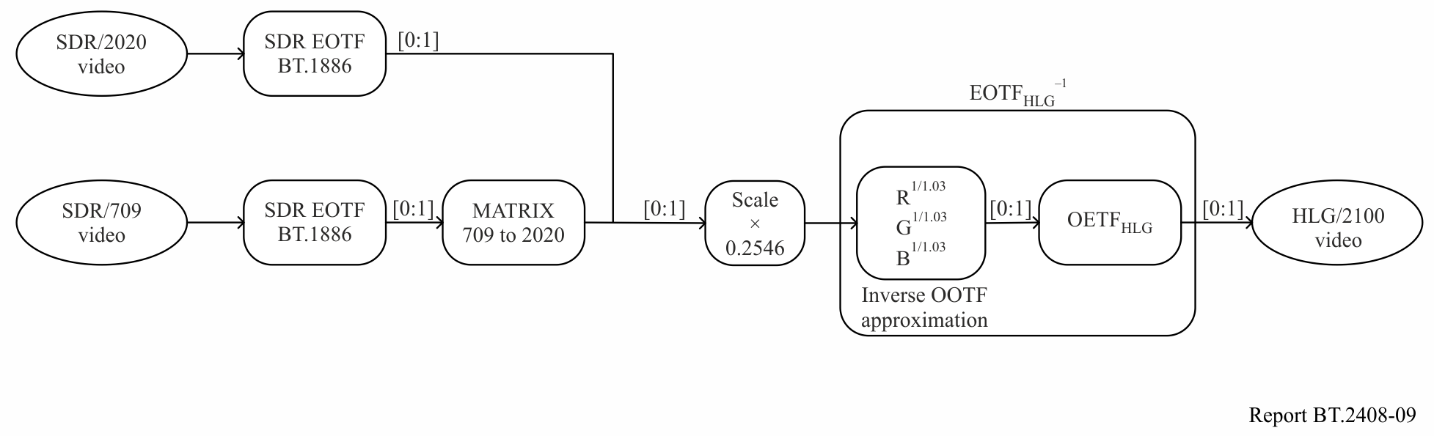 SDR/2020
video
SDR EOTF
BT.1886
[0:1]
EOTF_HLG^–1
SDR/709
video
SDR EOTF
BT.1886
[0:1]
MATRIX
709 to 2020
[0:1]
Scale
×
0.2546
R^1/1.03
G^1/1.03
B^1/1.03
Inverse OOTF
approximation
[0:1]
OETF_HLG
[0:1]
HLG/2100
video
Report BT.2408-09